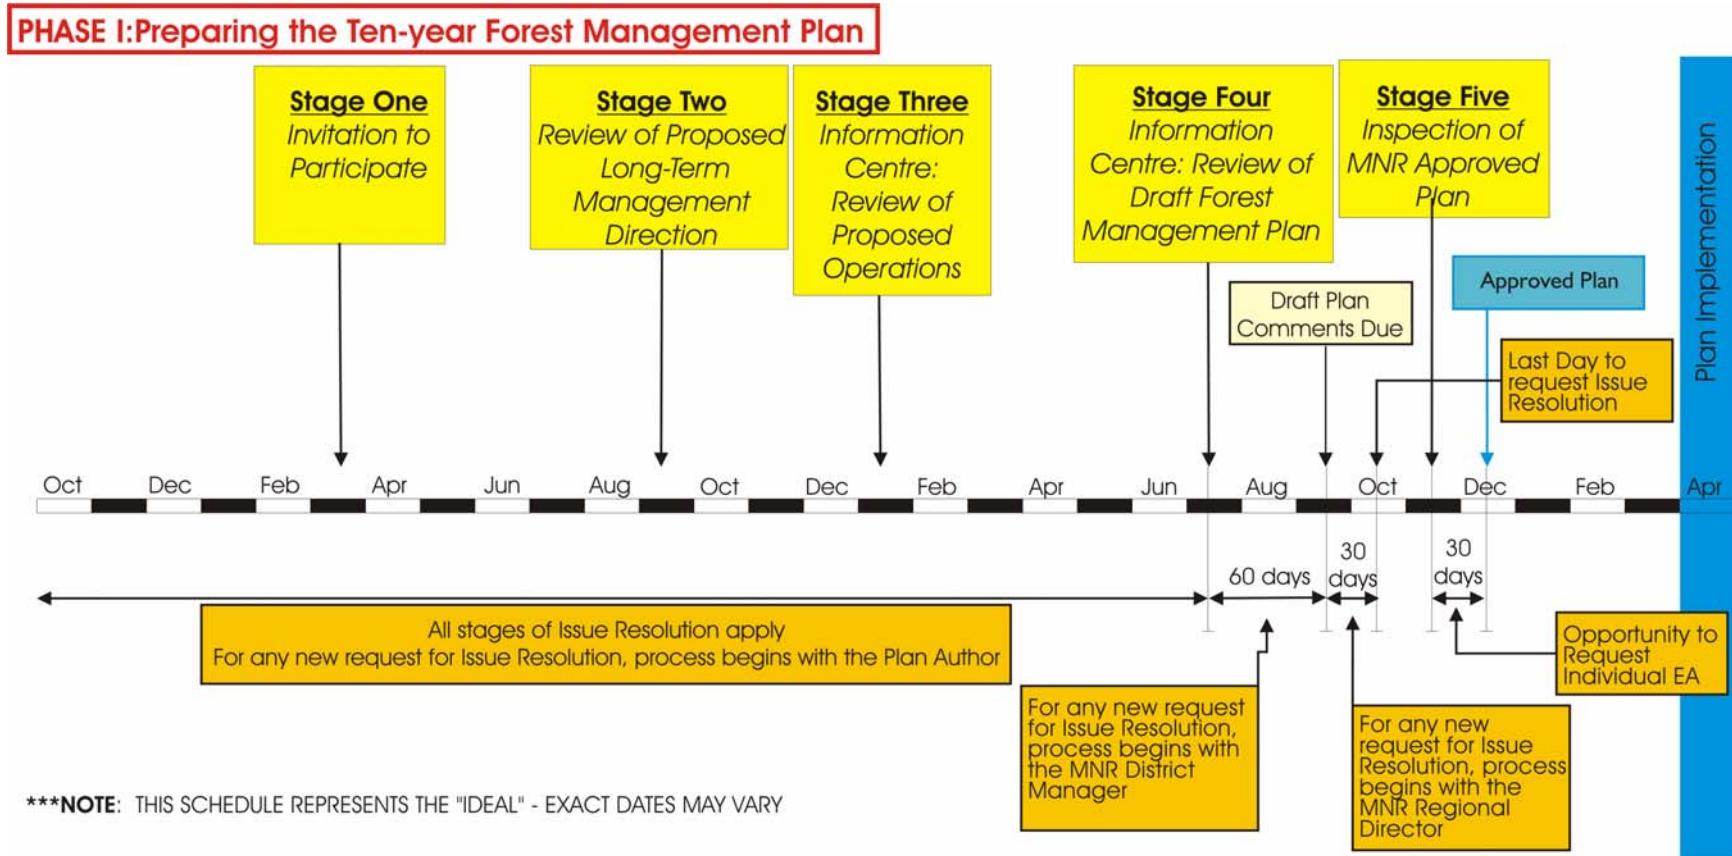 PHASE I:Preparing the Ten-year Forest Management Plan
Stage One
Invitation to
Participate
Stage Two
Review of Proposed
Long-Term
Management
Direction
Stage Three
Information
Centre:
Review of
Proposed
Operations
Stage Four
Information
Centre: Review of
Draft Forest
Management Plan
Stage Five
Inspection of
MNR Approved
Plan
Plan Implementation
Draft Plan
Comments Due
Approved Plan
Last Day to
request Issue
Resolution
Oct Dec Feb Apr Jun Aug Oct Dec Feb Apr Jun Aug Oct Dec Feb Apr
60 days
30
days
30
days
All stages of Issue Resolution apply
For any new request for Issue Resolution, process begins with the Plan Author
For any new request
for Issue Resolution,
process begins with
the MNR District
Manager
For any new
request for Issue
Resolution, process
begins with the
MNR Regional
Director
Opportunity to
Request
Individual EA
***NOTE: THIS SCHEDULE REPRESENTS THE "IDEAL" - EXACT DATES MAY VARY